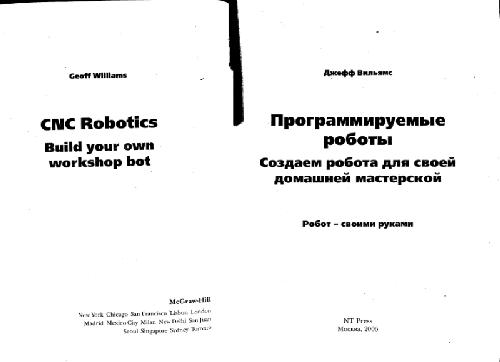 Geoff Williams
CNC Robotics
Build your own
workshop bot
McGraw-Hill
New York Chicago San Francisco Lisbon London
Madrid Mexico City Milan New Delhi San Juan
Seoul Singapore Sydney Toronto
Джефф Вильямс
Программируемые
роботы
Создаем робота для своей
домашней мастерской
Робот – своими руками
NT Press
Москва, 2006